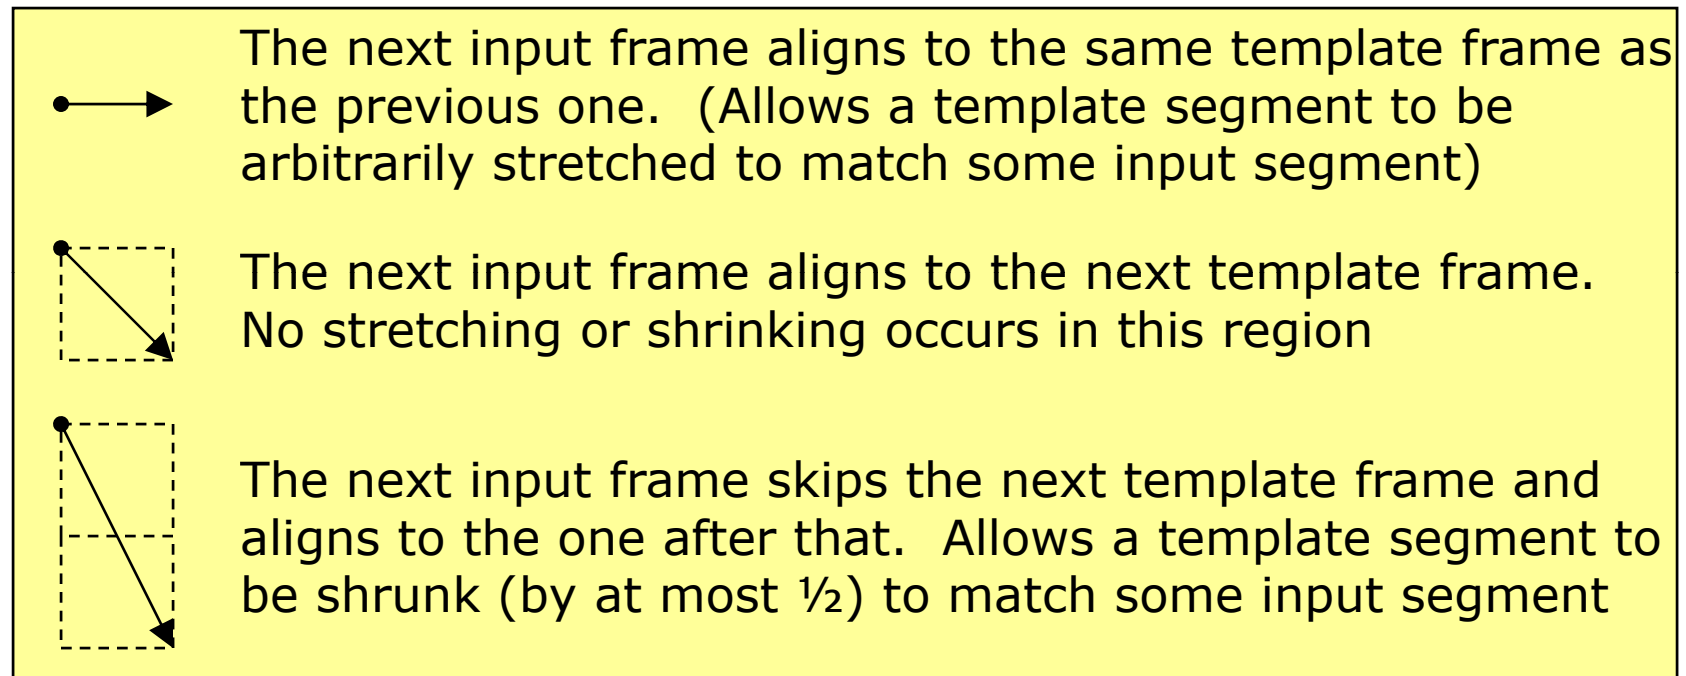 The next input frame aligns to the same template frame as
the previous one.  (Allows a template segment to be
arbitrarily stretched to match some input segment)
The next input frame aligns to the next template frame.
No stretching or shrinking occurs in this region
The next input frame skips the next template frame and
aligns to the one after that.  Allows a template segment to
be shrunk (by at most ½) to match some input segment